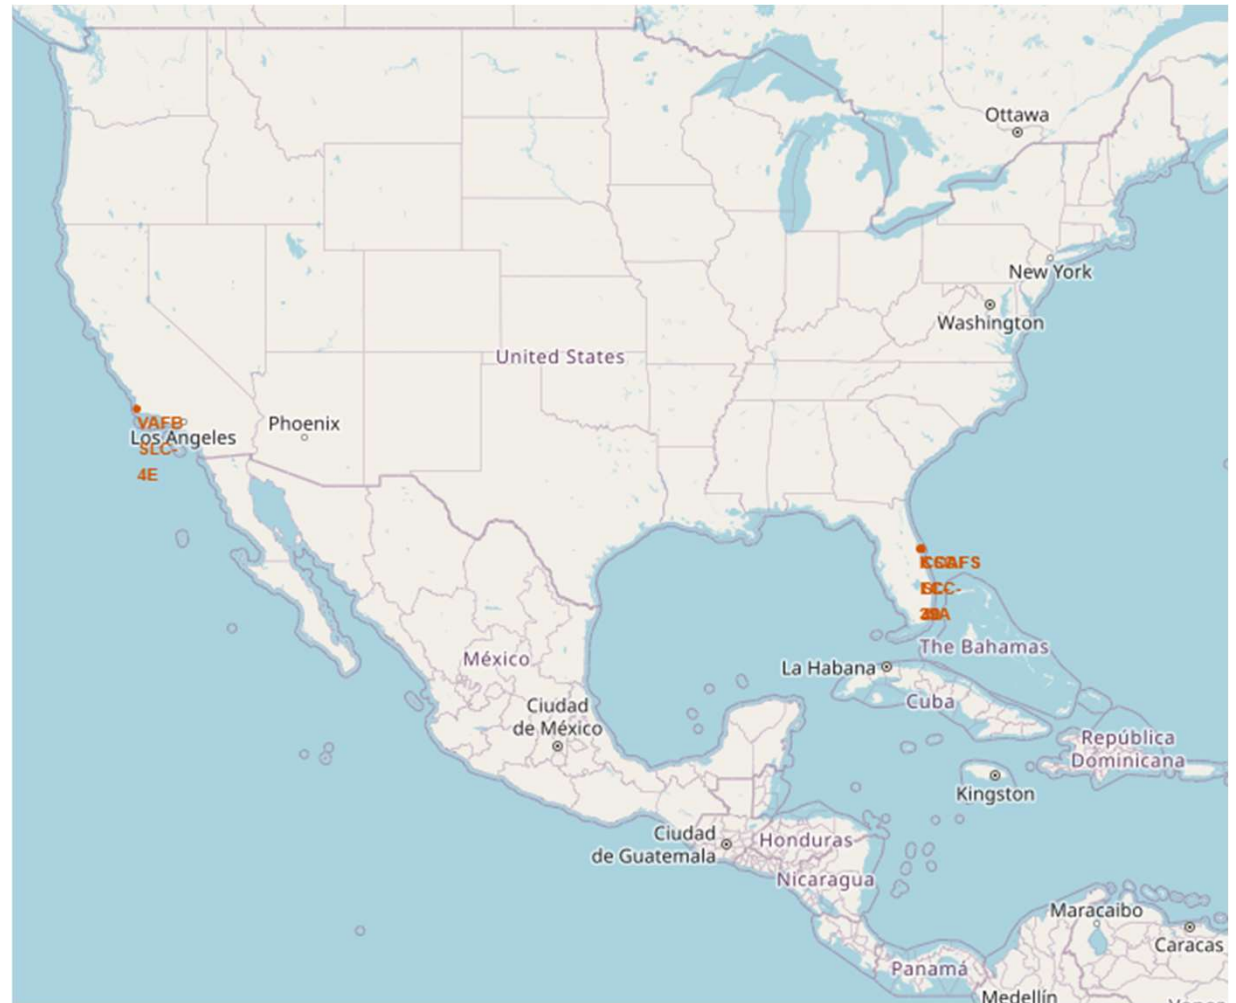 Ottawa
New York
Washington
United States
VAFB
Los Angeles
SLC-
4E
Phoenix
The Bahamas
La Habana
Cuba
México
Ciudad
de México
República
Dominicana
Kingston
Ciudad
de Guatemala
Honduras
Nicaragua
Maracaibo
Caracas
Panamá
Medellín